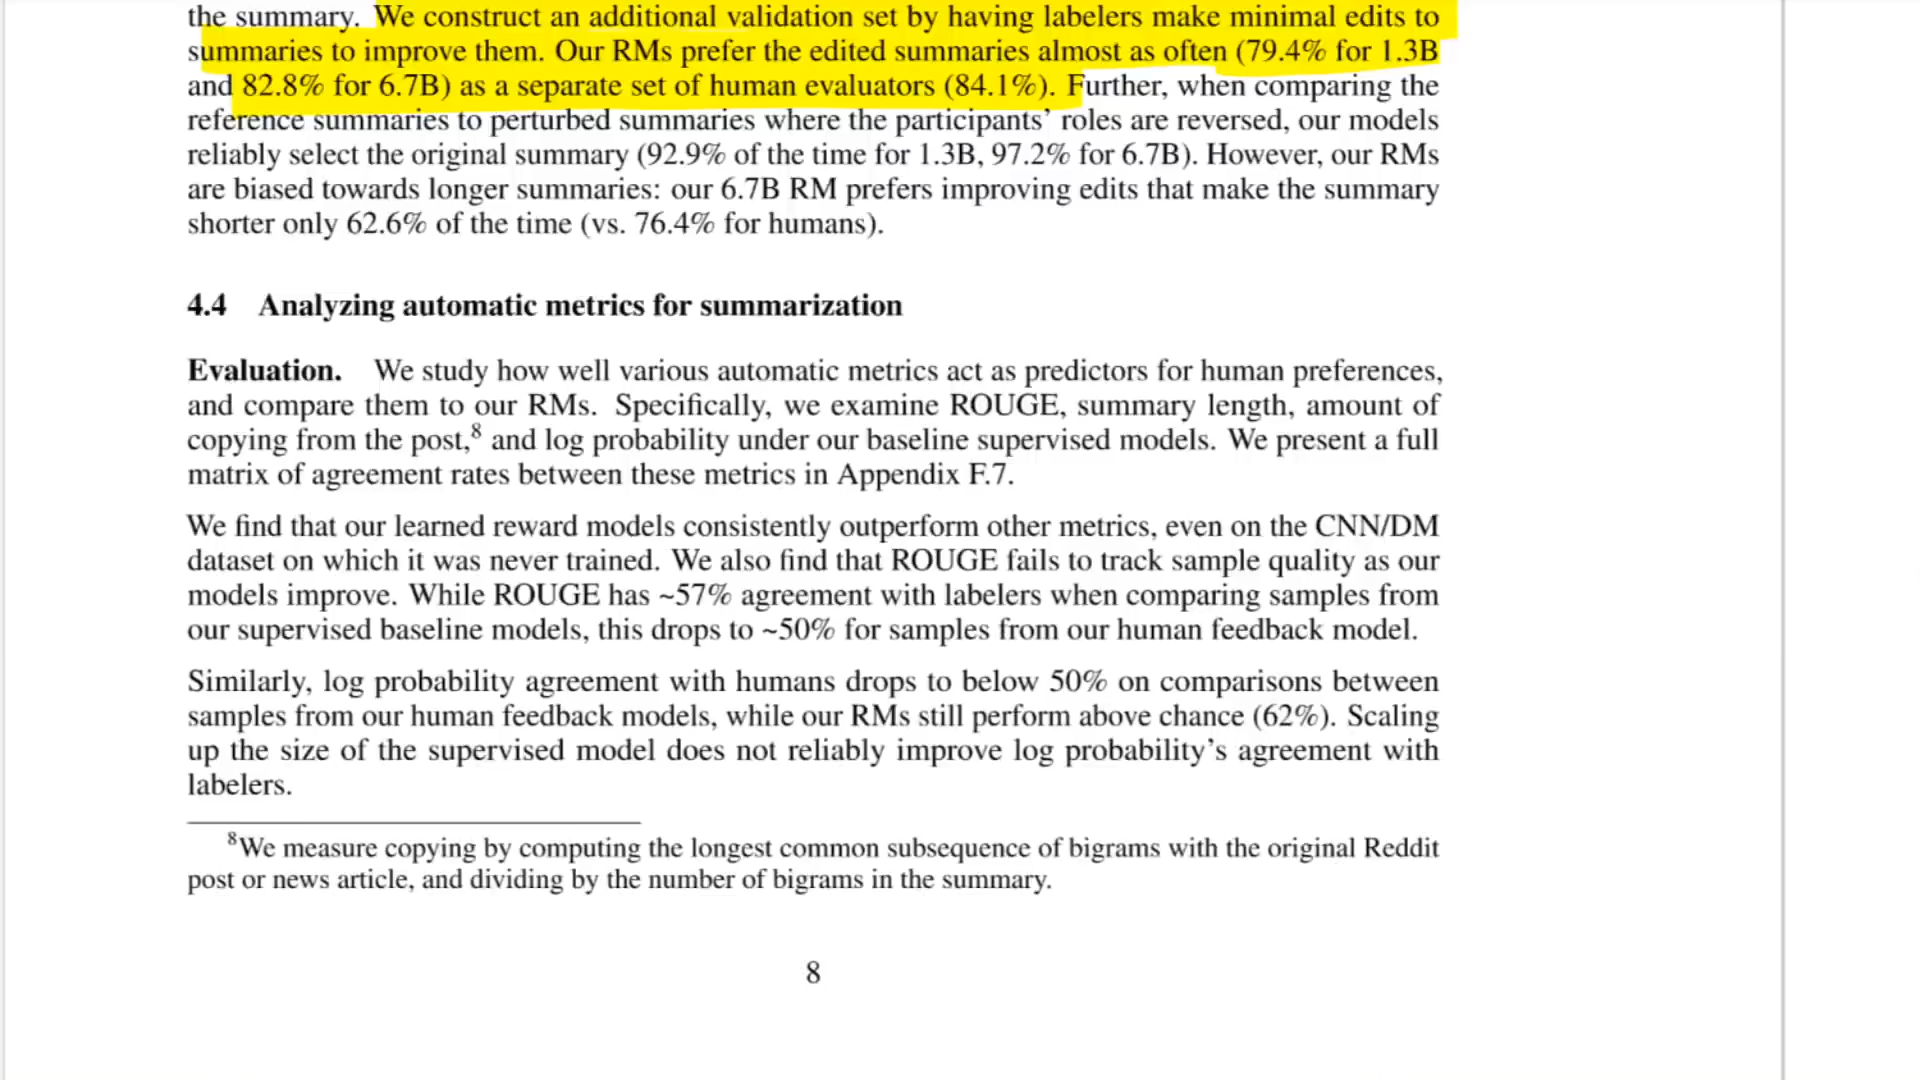 the summary. We construct an additional validation set by having labelers make minimal edits to
summaries to improve them. Our RMs prefer the edited summaries almost as often (79.4% for 1.3B
and 82.8% for 6.7B) as a separate set of human evaluators (84.1%). Further, when comparing the
reference summaries to perturbed summaries where the participants' roles are reversed, our models
reliably select the original summary (92.9% of the time for 1.3B, 97.2% for 6.7B). However, our RMs
are biased towards longer summaries: our 6.7B RM prefers improving edits that make the summary
shorter only 62.6% of the time (vs. 76.4% for humans).
4.4 Analyzing automatic metrics for summarization
Evaluation. We study how well various automatic metrics act as predictors for human preferences,
and compare them to our RMs. Specifically, we examine ROUGE, summary length, amount of
copying from the post,⁸ and log probability under our baseline supervised models. We present a full
matrix of agreement rates between these metrics in Appendix F.7.
We find that our learned reward models consistently outperform other metrics, even on the CNN/DM
dataset on which it was never trained. We also find that ROUGE fails to track sample quality as our
models improve. While ROUGE has ~57% agreement with labelers when comparing samples from
our supervised baseline models, this drops to ~50% for samples from our human feedback model.
Similarly, log probability agreement with humans drops to below 50% on comparisons between
samples from our human feedback models, while our RMs still perform above chance (62%). Scaling
up the size of the supervised model does not reliably improve log probability's agreement with
labelers.
⁸We measure copying by computing the longest common subsequence of bigrams with the original Reddit
post or news article, and dividing by the number of bigrams in the summary.
8